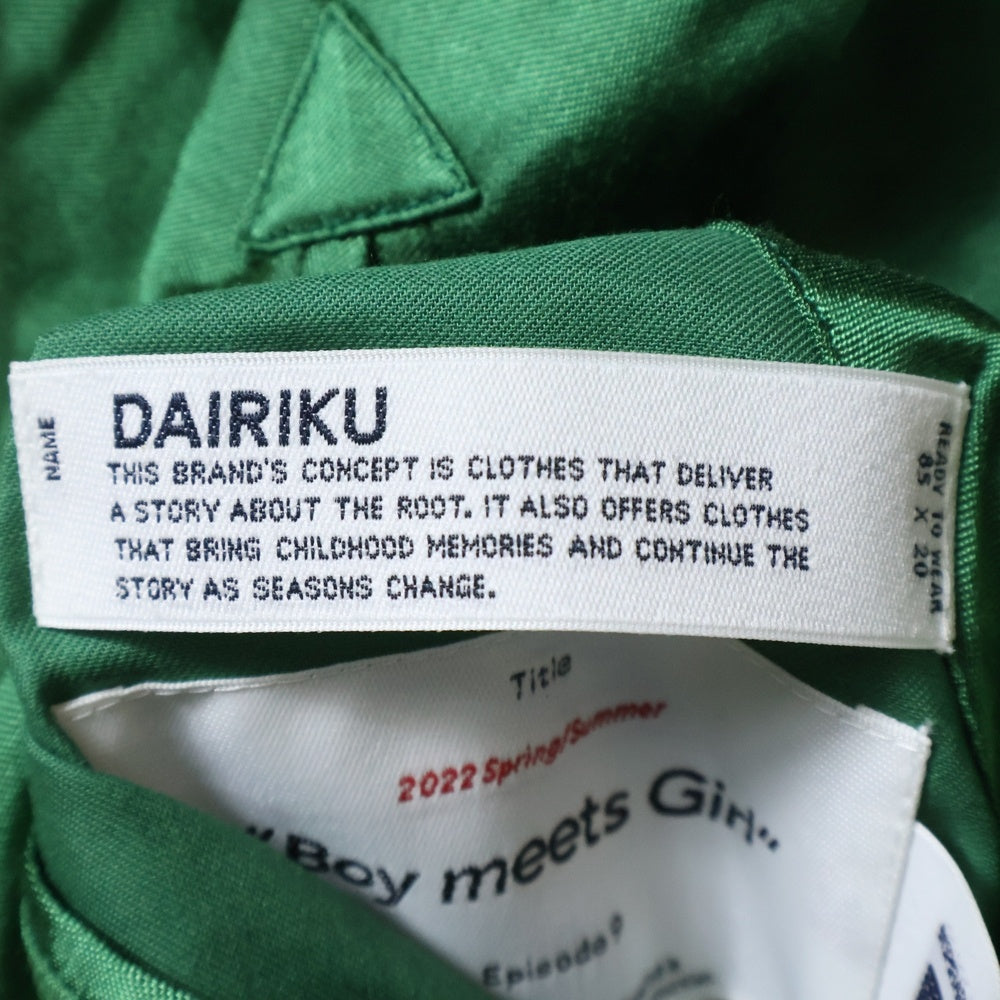 NAME
DAIRIKU
THIS BRAND'S CONCEPT IS CLOTHES THAT DELIVER
A STORY ABOUT THE ROOT. IT ALSO OFFERS CLOTHES
THAT BRING CHILDHOOD MEMORIES AND CONTINUE THE
STORY AS SEASONS CHANGE.
READY TO WEAR
85 X 20
Title
2022 Spring/Summer
"Boy meets Girl"